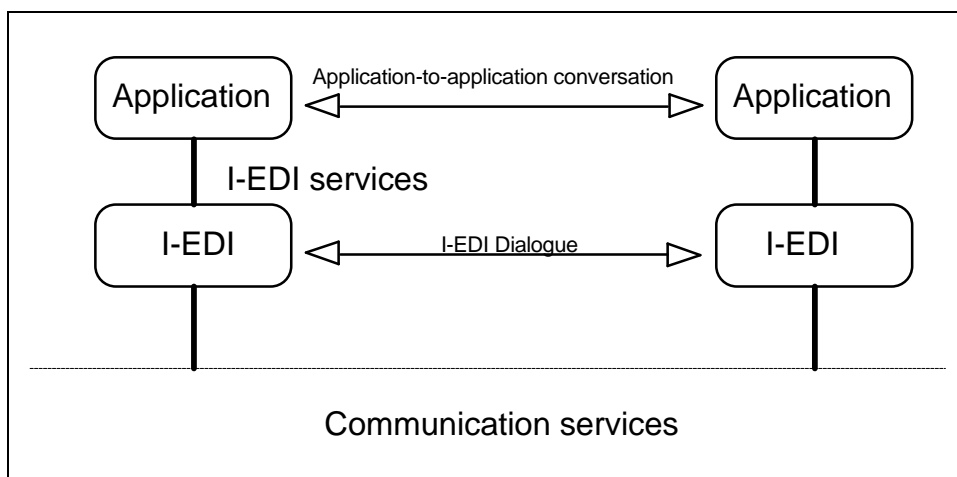 Application-to-application conversation
Application
Application
I-EDI services
I-EDI
I-EDI Dialogue
I-EDI
Communication services